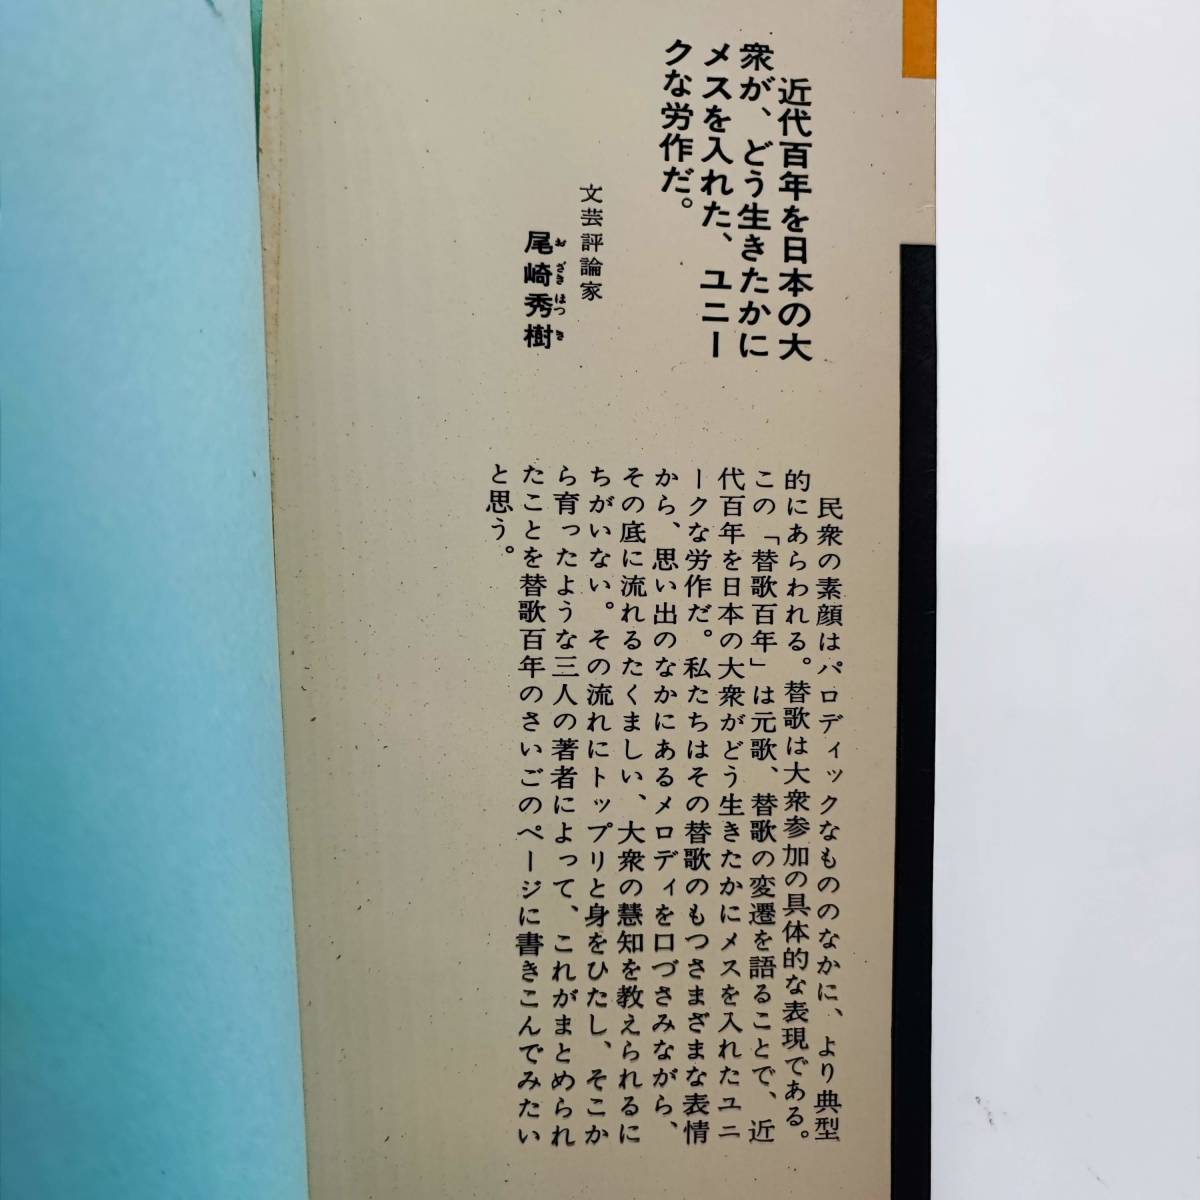 近代百年を日本の大
衆が、どう生きたかに
メスを入れた、ユニー
クな労作だ。
文芸評論家
尾崎秀樹
おざきほつき
民衆の素顔はパロディックなもののなかに、より典型
的にあらわれる。替歌は大衆参加の具体的な表現である。
この「替歌百年」は元歌、替歌の変遷を語ることで、近
代百年を日本の大衆がどう生きたかにメスを入れたユニ
ークな労作だ。私たちはその替歌のもつさまざまな表情
から、思い出のなかにあるメロディを口づさみながら、
その底に流れるたくましい、大衆の慧知を教えられるに
ちがいない。その流れにトップリと身をひたし、そこか
ら育ったような三人の著者によって、これがまとめられ
たことを替歌百年のさいごのページに書きこんでみたい
と思う。